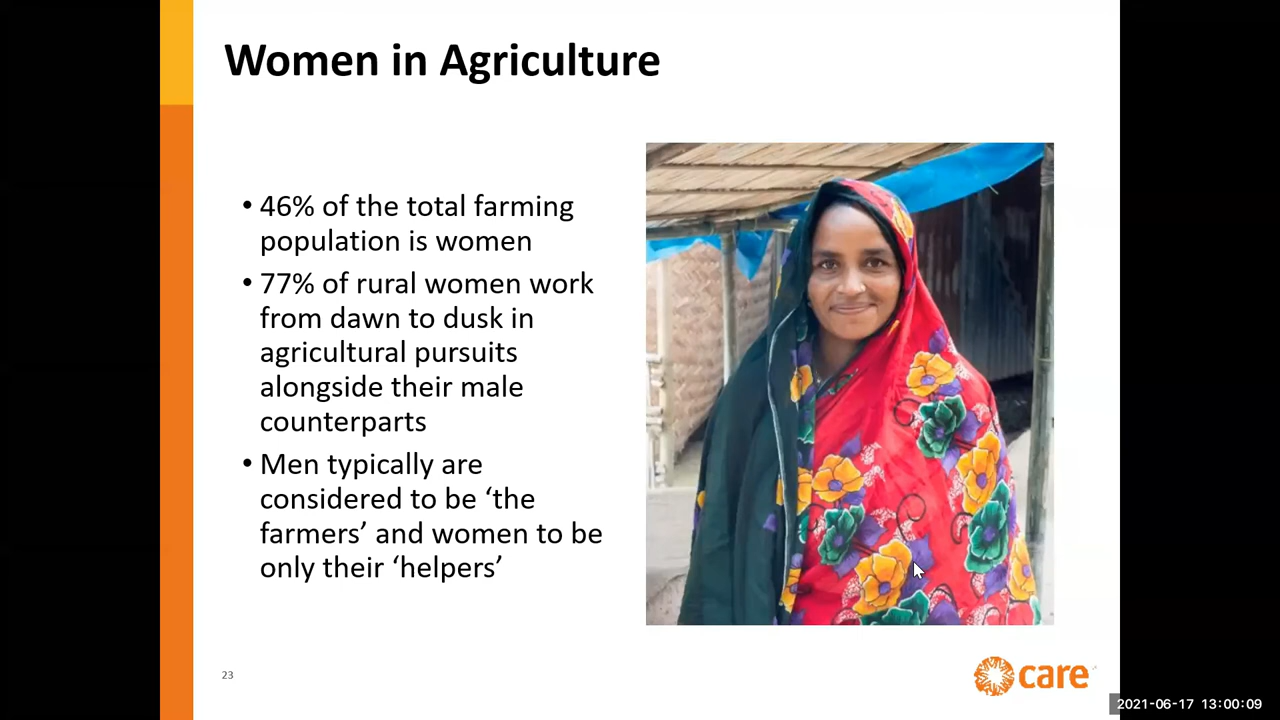 Women in Agriculture
• 46% of the total farming
population is women
• 77% of rural women work
from dawn to dusk in
agricultural pursuits
alongside their male
counterparts
• Men typically are
considered to be ‘the
farmers’ and women to be
only their ‘helpers’
23
care
2021-06-17 13:00:09